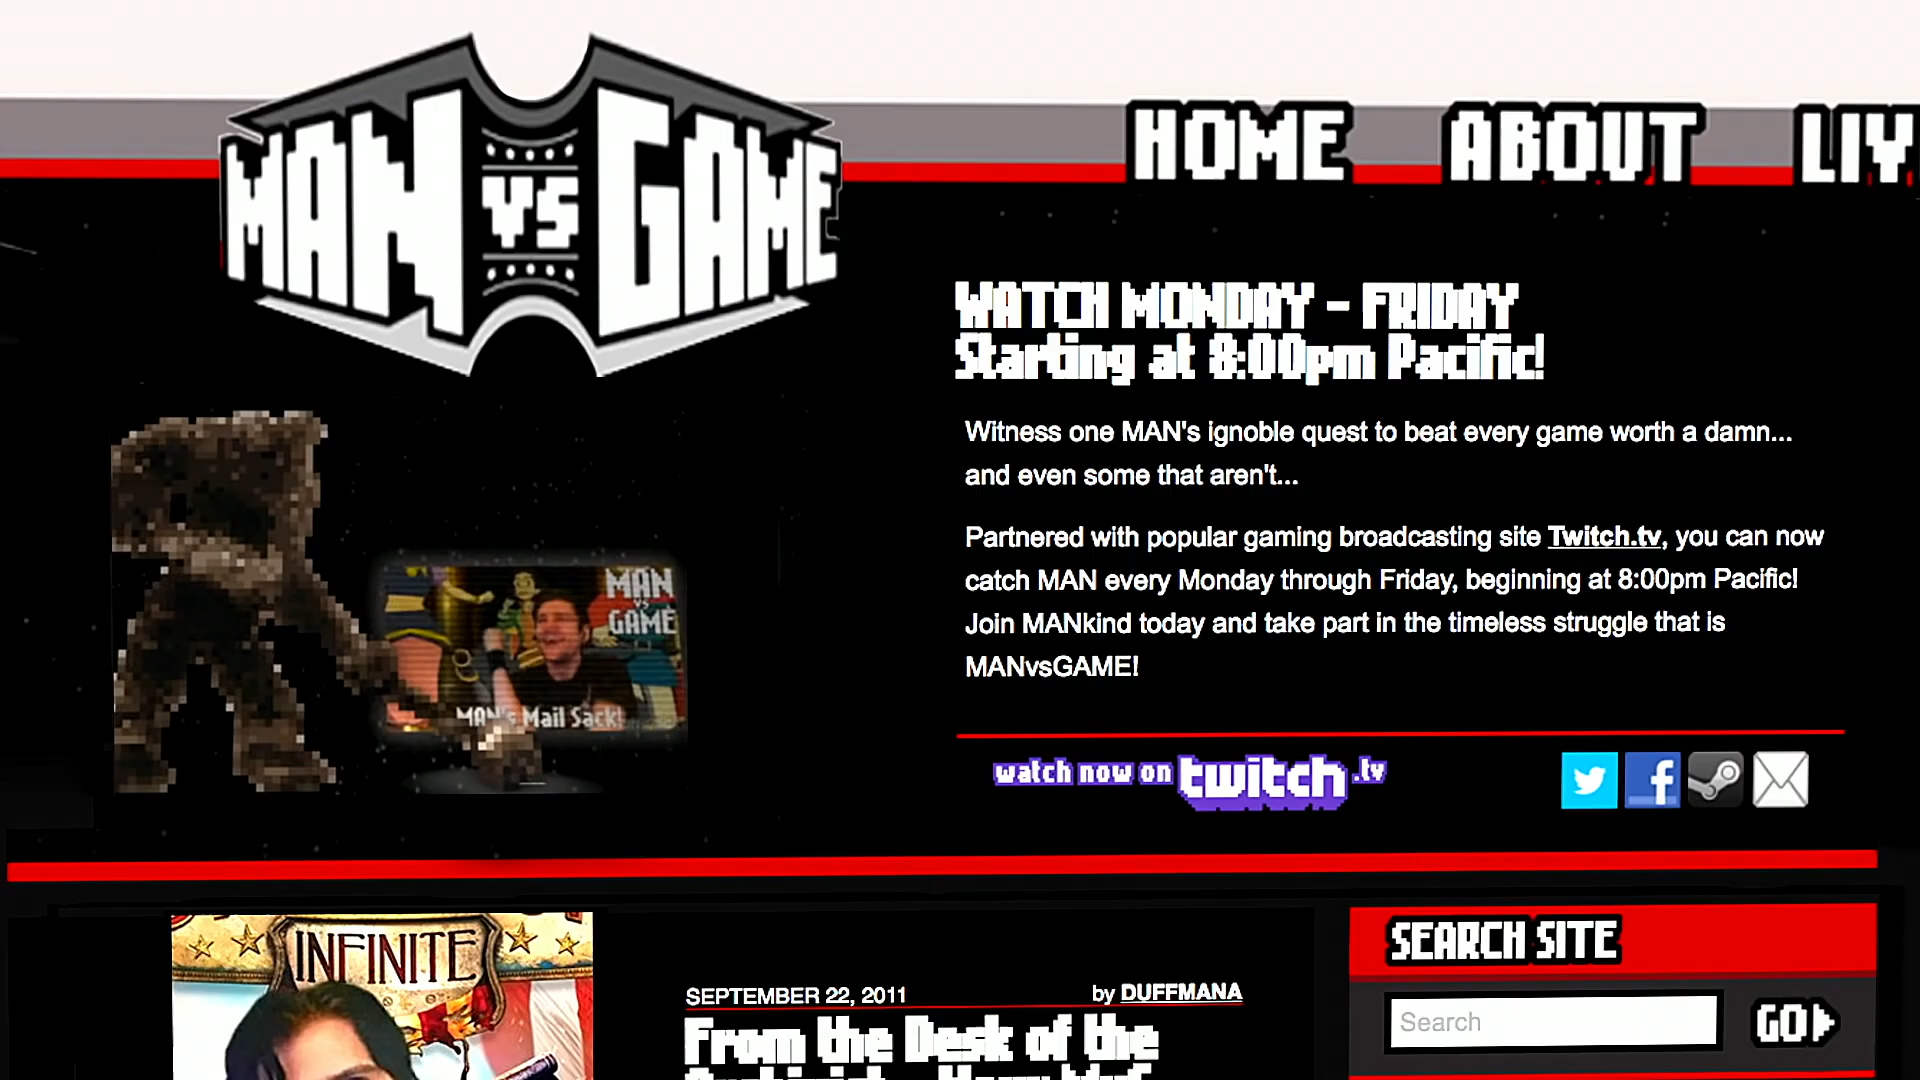 MAN VS GAME
HOME ABOUT LIV
WATCH MONDAY - FRIDAY
Starting at 8:00pm Pacific!
Witness one MAN's ignoble quest to beat every game worth a damn...
and even some that aren't...
Partnered with popular gaming broadcasting site Twitch.tv, you can now
catch MAN every Monday through Friday, beginning at 8:00pm Pacific!
Join MANkind today and take part in the timeless struggle that is
MANvsGAME!
MAN
VS
GAME
MAN's Mail Sack!
watch now on twitch.tv
INFINITE
SEPTEMBER 22, 2011 by DUFFMANA
From the Desk of the
SEARCH SITE
Search GO